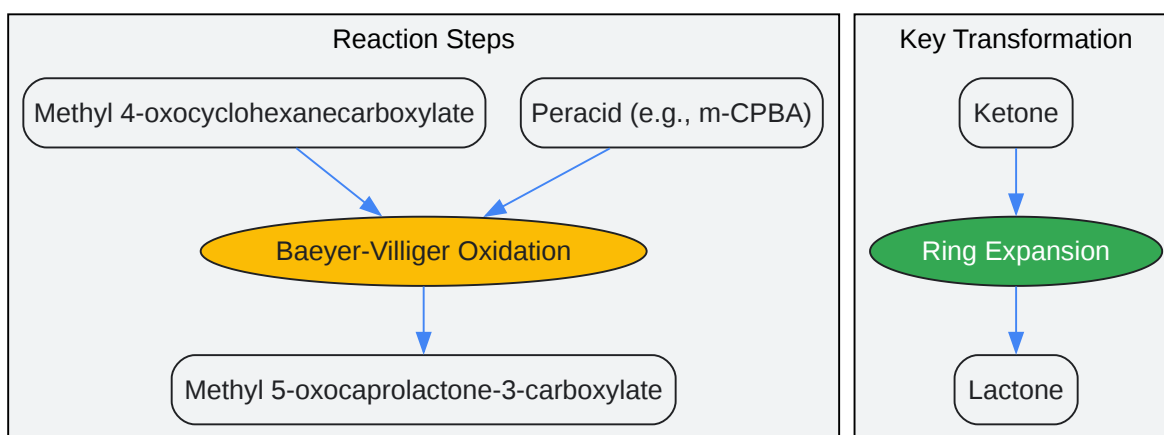 Reaction Steps
Methyl 4-oxocyclohexanecarboxylate
Peracid (e.g., m-CPBA)
Baeyer-Villiger Oxidation
Methyl 5-oxocaprolactone-3-carboxylate
Key Transformation
Ketone
Ring Expansion
Lactone